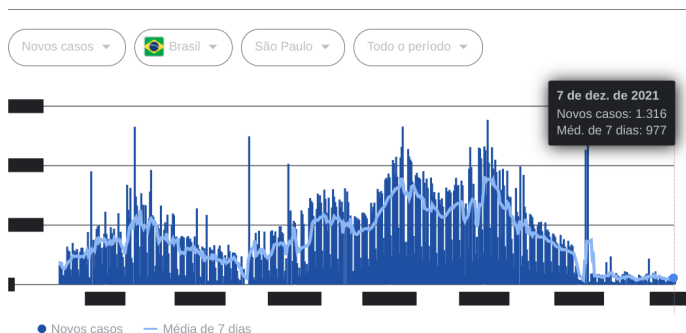 Novos casos Brasil São Paulo Todo o período
7 de dez. de 2021
Novos casos: 1.316
Méd. de 7 dias: 977
Novos casos Média de 7 dias